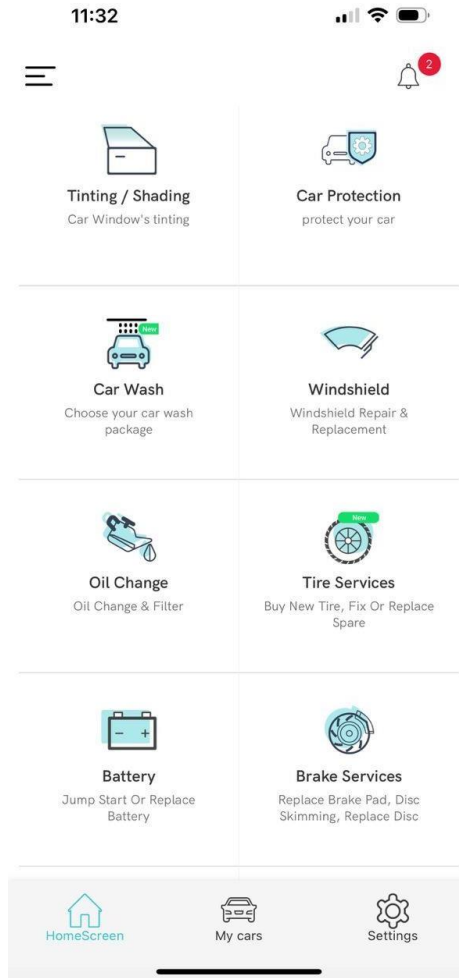 11:32
2
Tinting / Shading
Car Window's tinting
Car Protection
protect your car
New
Car Wash
Choose your car wash
package
Windshield
Windshield Repair &
Replacement
Oil Change
Oil Change & Filter
New
Tire Services
Buy New Tire, Fix Or Replace
Spare
Battery
Jump Start Or Replace
Battery
Brake Services
Replace Brake Pad, Disc
Skimming, Replace Disc
HomeScreen
My cars
Settings